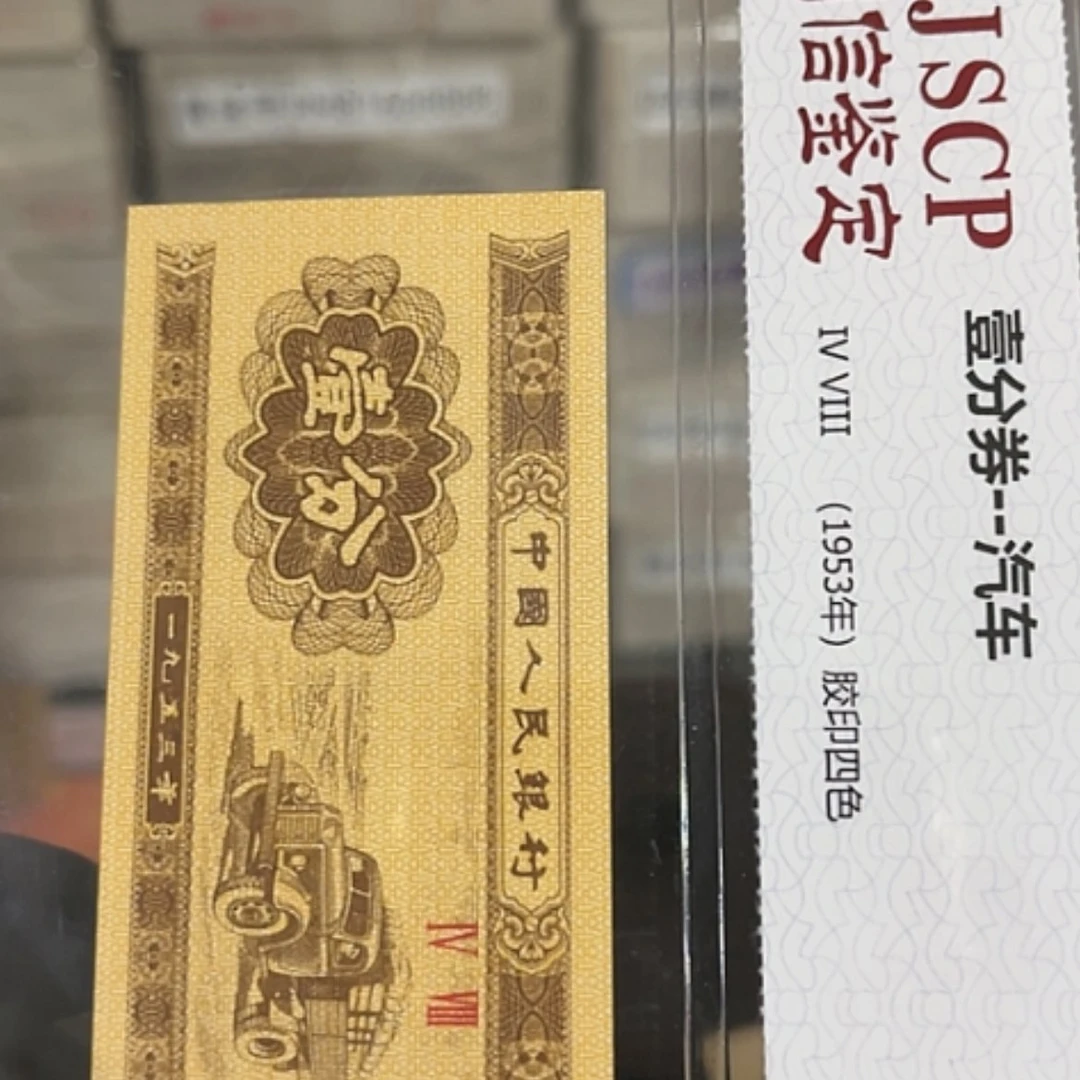 JSCP
信鉴定
壹分券--汽车
IV VIII (1953年) 胶印四色
中國人民銀行
壹分
一九五三年
IV VIII